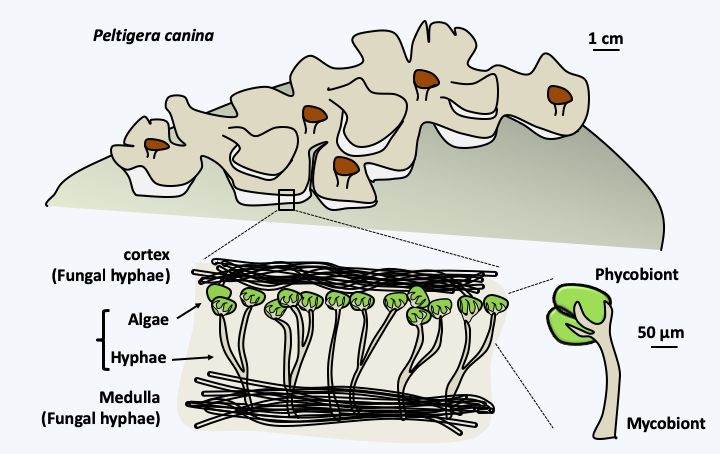 Peltigera canina
1 cm
cortex
(Fungal hyphae)
Algae
Hyphae
Medulla
(Fungal hyphae)
Phycobiont
50 µm
Mycobiont